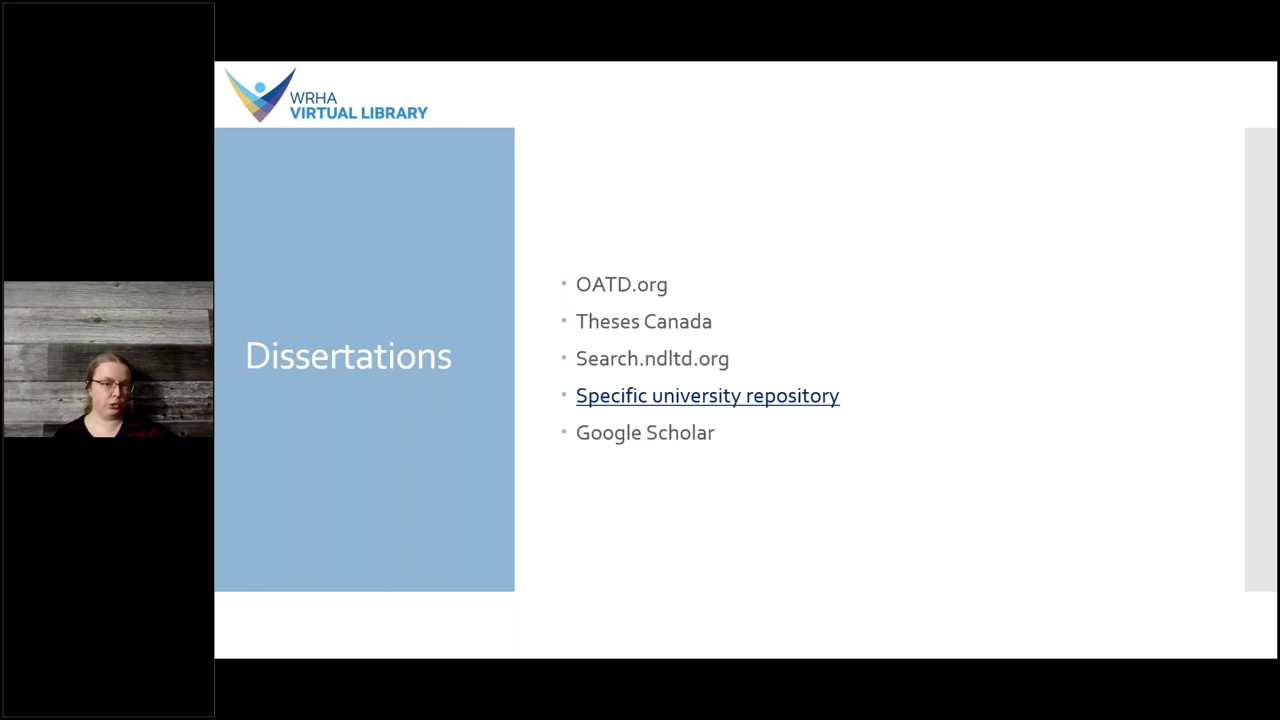 WRHA
VIRTUAL LIBRARY
Dissertations
OATD.org
Theses Canada
Search.ndltd.org
Specific university repository
Google Scholar